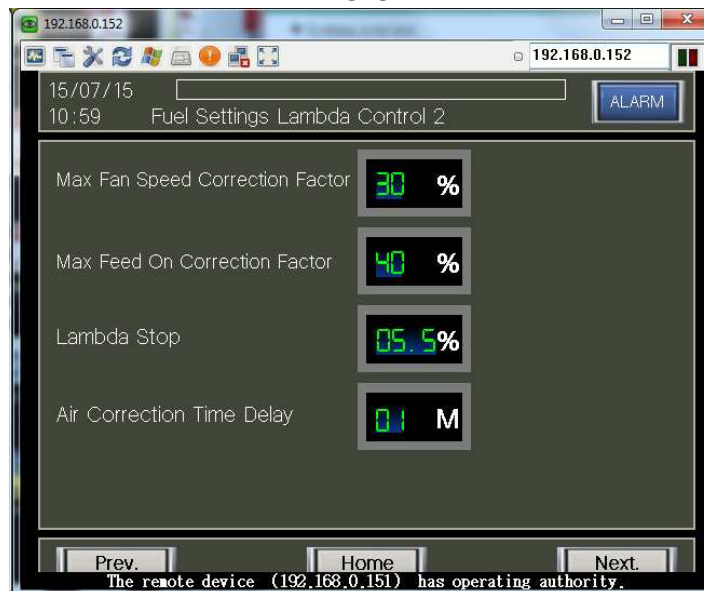 192.168.0.152
192.168.0.152
15/07/15
ALARM
10:59 Fuel Settings Lambda Control 2
Max Fan Speed Correction Factor 30 %
Max Feed On Correction Factor 40 %
Lambda Stop 05.5%
Air Correction Time Delay 01 M
Prev. Home Next.
The remote device (192.168.0.151) has operating authority.